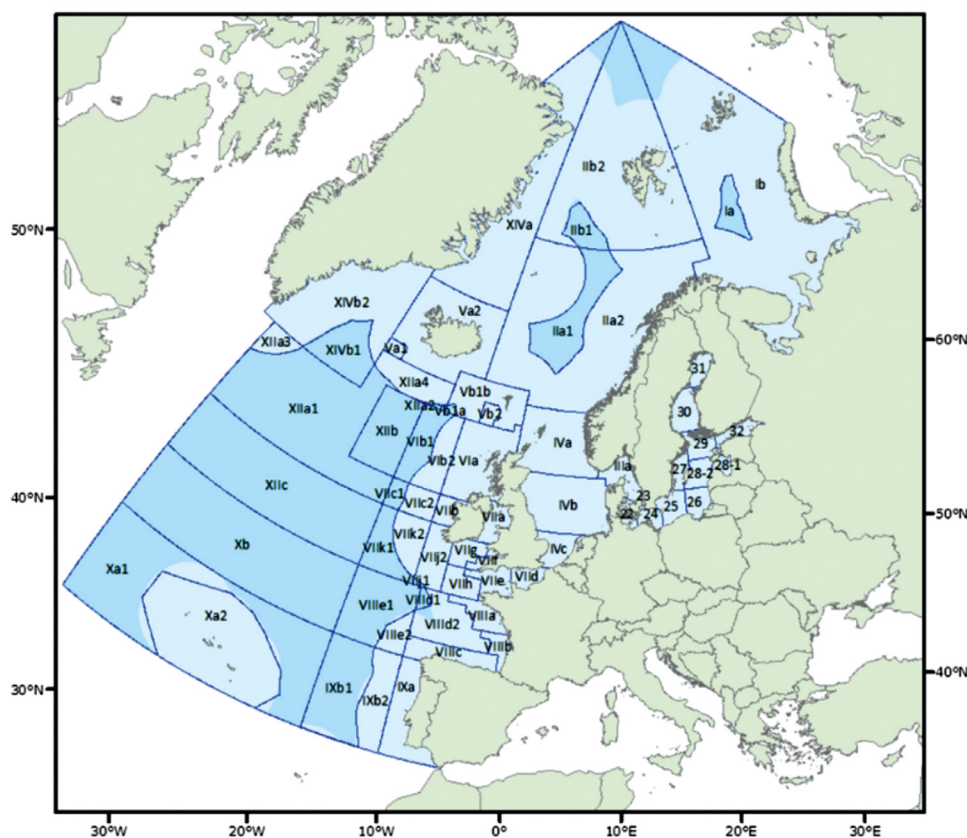 IIb2
Ib
Ia
XIVa
IIb1
50°N
XIVb2
Va2
IIa1
IIa2
XIIa3
XIVb1
Va1
60°N
31
XIIa4
Vb1b
XIIa1
XIIa2
Vb1a
Vb2
30
XIIb
VIb1
IVa
32
29
VIb2
VIa
IIIa
27
28-2
28-1
XIIc
VIIc1
VIIc2
VIIb
VIIa
IVb
23
22
24
25
26
40°N
50°N
Xb
VIIk2
VIIk1
VIIj2
VIIg
VIIf
IVc
Xa1
VIIj1
VIIh
VIIe
VIId
VIIIe1
VIIId1
Xa2
VIIId2
VIIIa
VIIIe2
VIIIc
VIIIb
40°N
30°N
IXb1
IXb2
IXa
30°W
20°W
10°W
0°
10°E
20°E
30°E